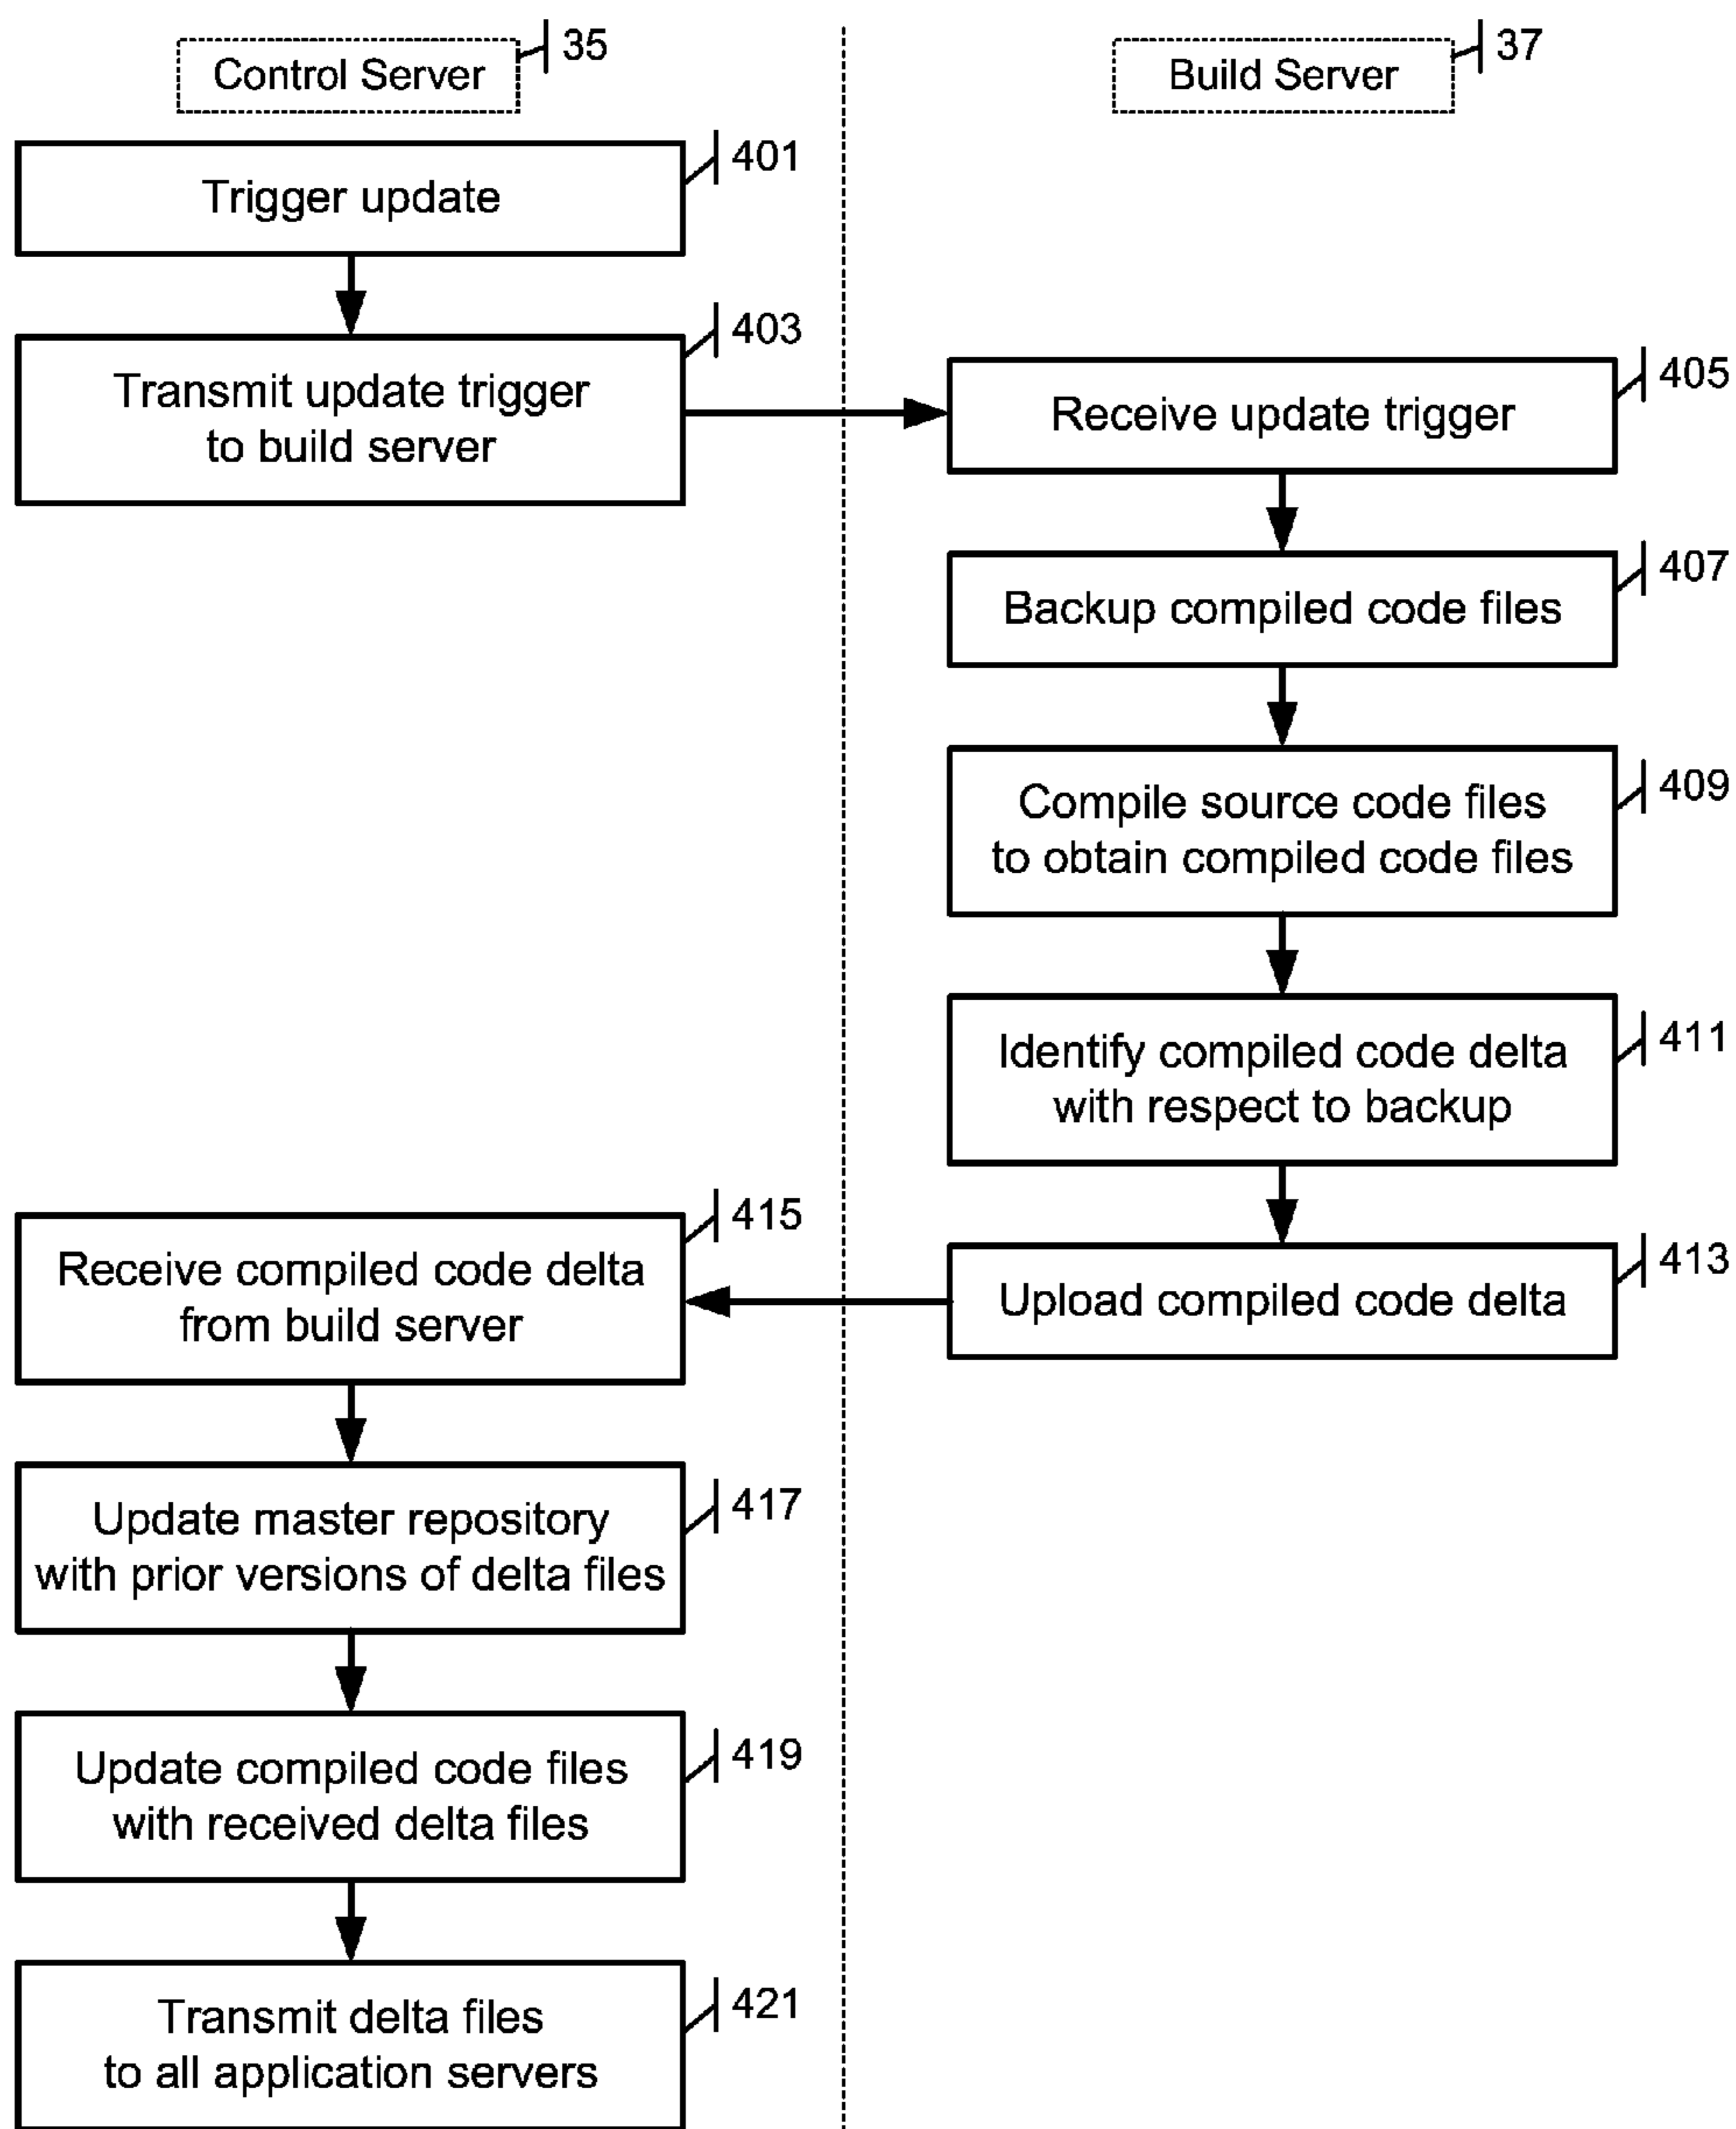 Control Server
35
Build Server
37
401
Trigger update
403
Transmit update trigger
to build server
405
Receive update trigger
407
Backup compiled code files
409
Compile source code files
to obtain compiled code files
411
Identify compiled code delta
with respect to backup
413
Upload compiled code delta
415
Receive compiled code delta
from build server
417
Update master repository
with prior versions of delta files
419
Update compiled code files
with received delta files
421
Transmit delta files
to all application servers